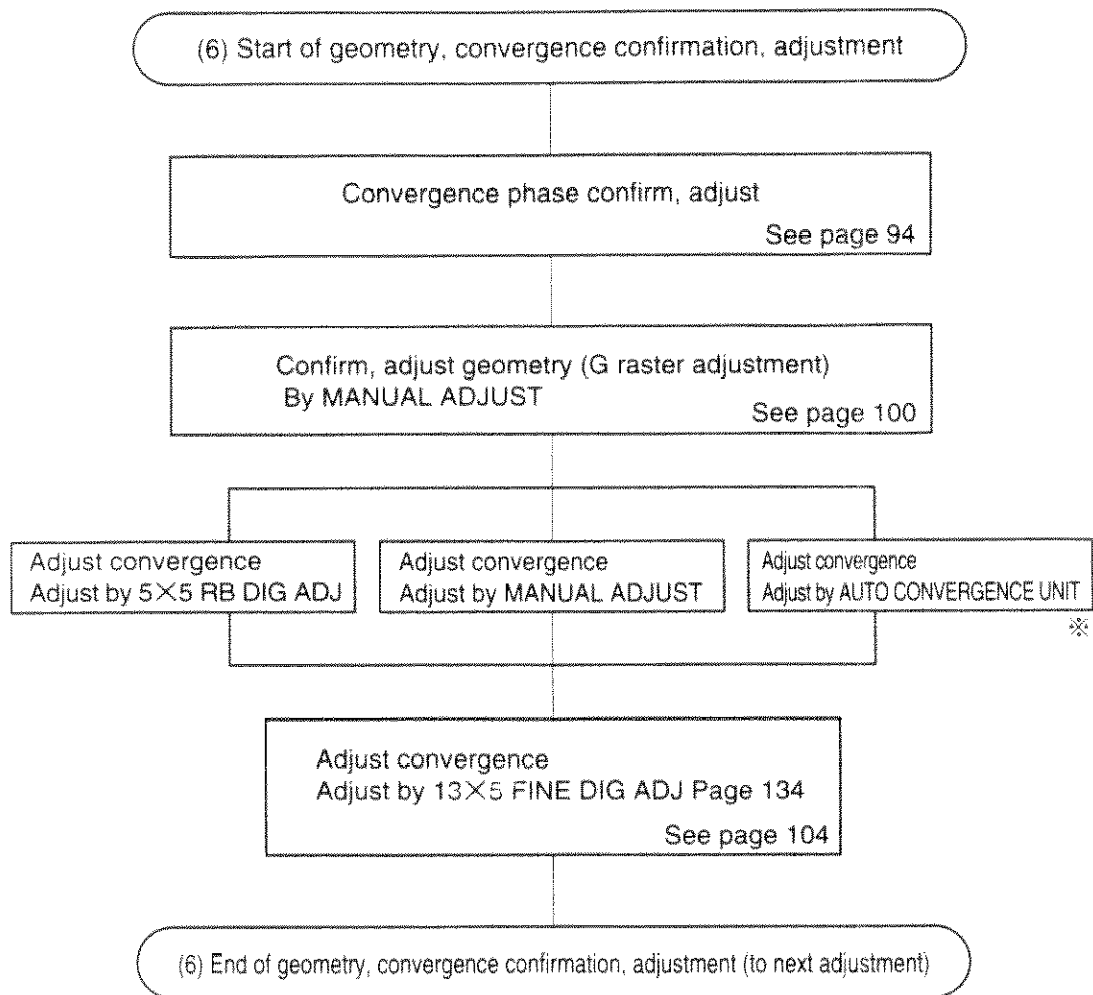 (6) Start of geometry, convergence confirmation, adjustment
Convergence phase confirm, adjust
See page 94
Confirm, adjust geometry (G raster adjustment)
By MANUAL ADJUST
See page 100
Adjust convergence
Adjust by 5×5 RB DIG ADJ
Adjust convergence
Adjust by MANUAL ADJUST
Adjust convergence
Adjust by AUTO CONVERGENCE UNIT
※
Adjust convergence
Adjust by 13×5 FINE DIG ADJ Page 134
See page 104
(6) End of geometry, convergence confirmation, adjustment (to next adjustment)